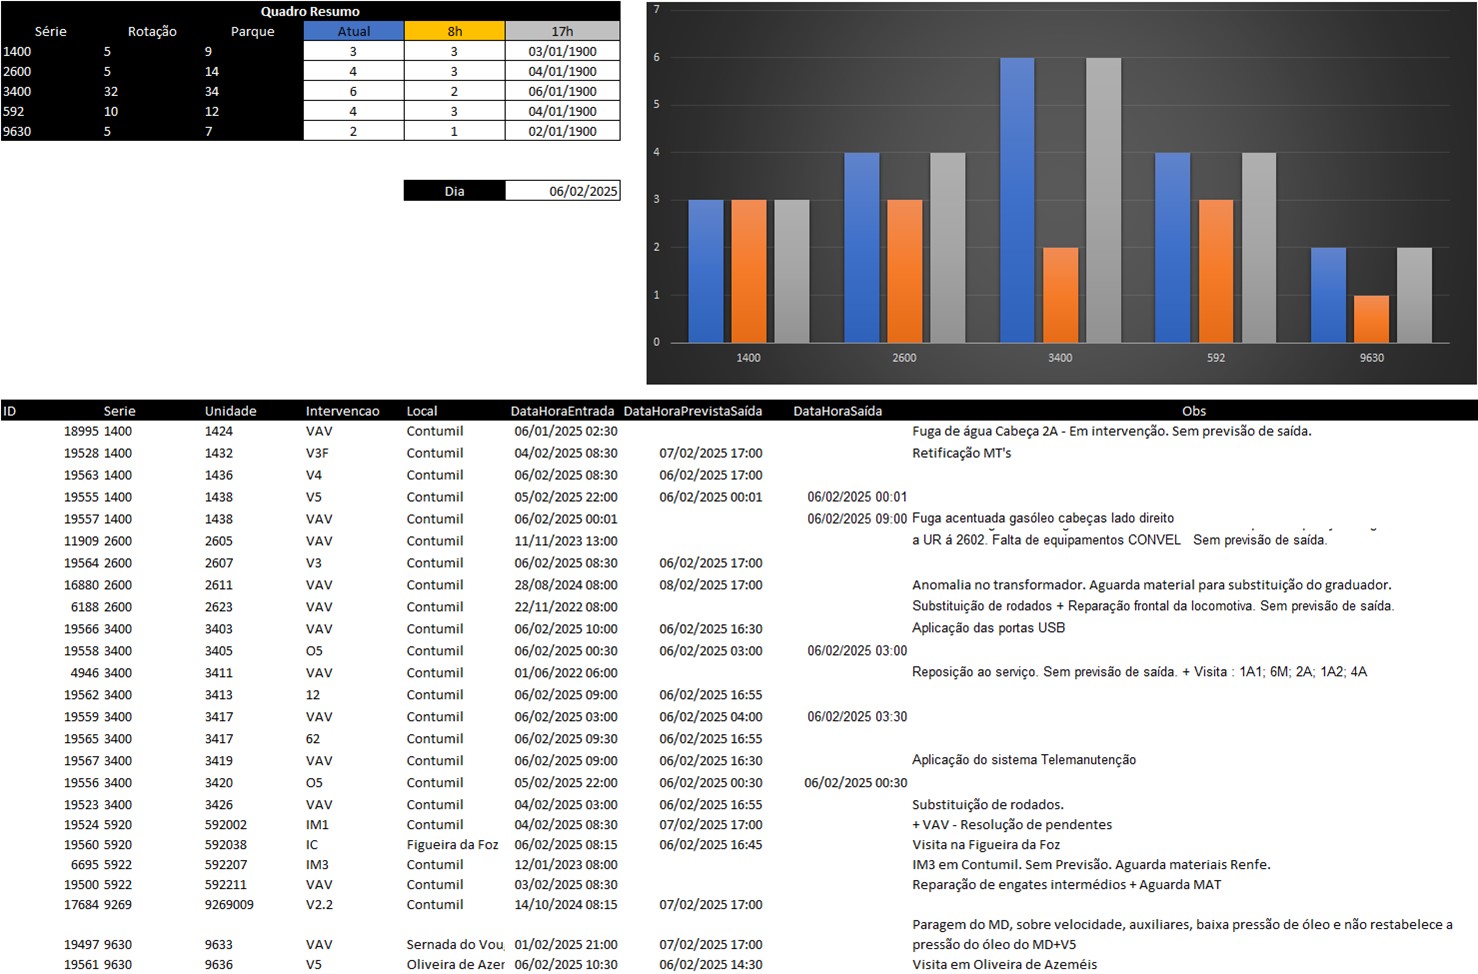 Quadro Resumo
Série Rotação Parque Atual 8h 17h
1400 5 9 3 3 03/01/1900
2600 5 14 4 3 04/01/1900
3400 32 34 6 2 06/01/1900
592 10 12 4 3 04/01/1900
9630 5 7 2 1 02/01/1900
Dia 06/02/2025
7
6
5
4
3
2
1
0
1400 2600 3400 592 9630
ID Serie Unidade Intervencao Local DataHoraEntrada DataHoraPrevistaSaída DataHoraSaída Obs
18995 1400 1424 VAV Contumil 06/01/2025 02:30 Fuga de água Cabeça 2A - Em intervenção. Sem previsão de saída.
19528 1400 1432 V3F Contumil 04/02/2025 08:30 07/02/2025 17:00 Retificação MT's
19563 1400 1436 V4 Contumil 06/02/2025 08:30 06/02/2025 17:00
19555 1400 1438 V5 Contumil 05/02/2025 22:00 06/02/2025 00:01 06/02/2025 00:01
19557 1400 1438 VAV Contumil 06/02/2025 00:01 06/02/2025 09:00 Fuga acentuada gasóleo cabeças lado direito
11909 2600 2605 VAV Contumil 11/11/2023 13:00 a UR á 2602. Falta de equipamentos CONVEL Sem previsão de saída.
19564 2600 2607 V3 Contumil 06/02/2025 08:30 06/02/2025 17:00
16880 2600 2611 VAV Contumil 28/08/2024 08:00 08/02/2025 17:00 Anomalia no transformador. Aguarda material para substituição do graduador.
6188 2600 2623 VAV Contumil 22/11/2022 08:00 Substituição de rodados + Reparação frontal da locomotiva. Sem previsão de saída.
19566 3400 3403 VAV Contumil 06/02/2025 10:00 06/02/2025 16:30 Aplicação das portas USB
19558 3400 3405 O5 Contumil 06/02/2025 00:30 06/02/2025 03:00 06/02/2025 03:00
4946 3400 3411 VAV Contumil 01/06/2022 06:00 Reposição ao serviço. Sem previsão de saída. + Visita : 1A1; 6M; 2A; 1A2; 4A
19562 3400 3413 12 Contumil 06/02/2025 09:00 06/02/2025 16:55
19559 3400 3417 VAV Contumil 06/02/2025 03:00 06/02/2025 04:00 06/02/2025 03:30
19565 3400 3417 62 Contumil 06/02/2025 09:30 06/02/2025 16:55
19567 3400 3419 VAV Contumil 06/02/2025 09:00 06/02/2025 16:30 Aplicação do sistema Telemanutenção
19556 3400 3420 O5 Contumil 05/02/2025 22:00 06/02/2025 00:30 06/02/2025 00:30
19523 3400 3426 VAV Contumil 04/02/2025 03:00 06/02/2025 16:55 Substituição de rodados.
19524 5920 592002 IM1 Contumil 04/02/2025 08:30 07/02/2025 17:00 + VAV - Resolução de pendentes
19560 5920 592038 IC Figueira da Foz 06/02/2025 08:15 06/02/2025 16:45 Visita na Figueira da Foz
6695 5922 592207 IM3 Contumil 12/01/2023 08:00 IM3 em Contumil. Sem Previsão. Aguarda materiais Renfe.
19500 5922 592211 VAV Contumil 03/02/2025 08:30 Reparação de engates intermédios + Aguarda MAT
17684 9269 9269009 V2.2 Contumil 14/10/2024 08:15 07/02/2025 17:00
Paragem do MD, sobre velocidade, auxiliares, baixa pressão de óleo e não restabelece a
19497 9630 9633 VAV Sernada do Vou 01/02/2025 21:00 07/02/2025 17:00 pressão do óleo do MD+V5
19561 9630 9636 V5 Oliveira de Azer 06/02/2025 10:30 06/02/2025 14:30 Visita em Oliveira de Azeméis